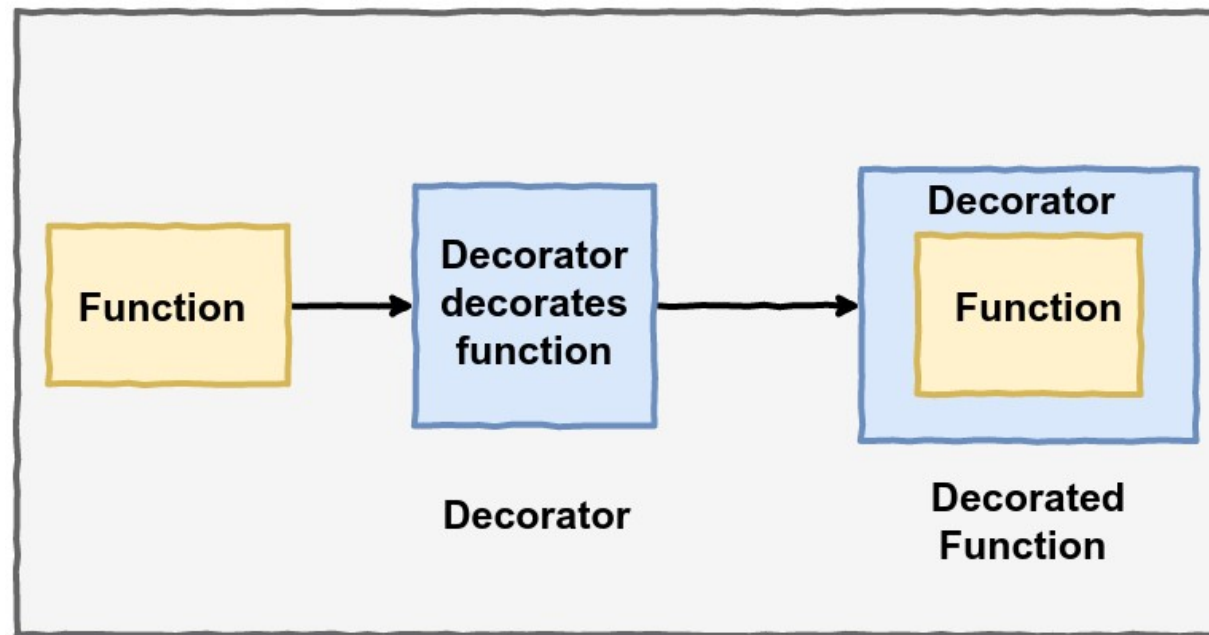 Function
Decorator
decorates
function
Decorator
Decorator
Function
Decorated
Function